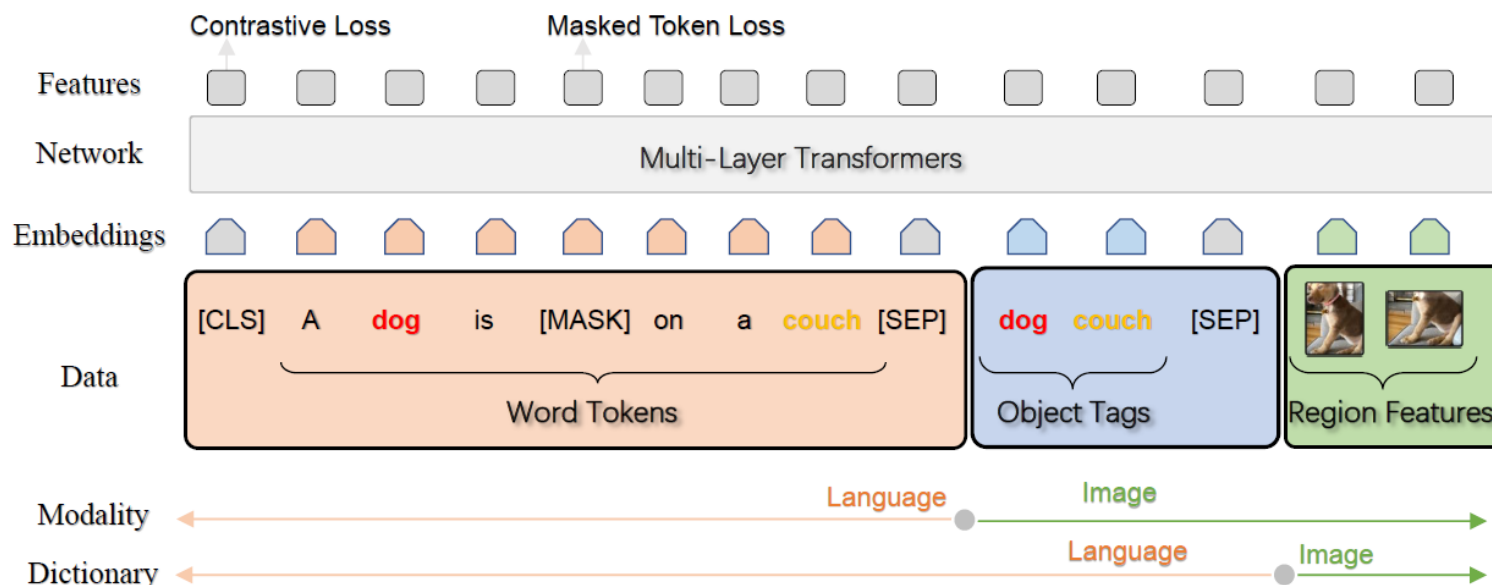 Contrastive Loss Masked Token Loss
Features
Network Multi-Layer Transformers
Embeddings
[CLS] A dog is [MASK] on a couch [SEP] dog couch [SEP]
Data
Word Tokens Object Tags Region Features
Modality Language Image
Dictionary Language Image